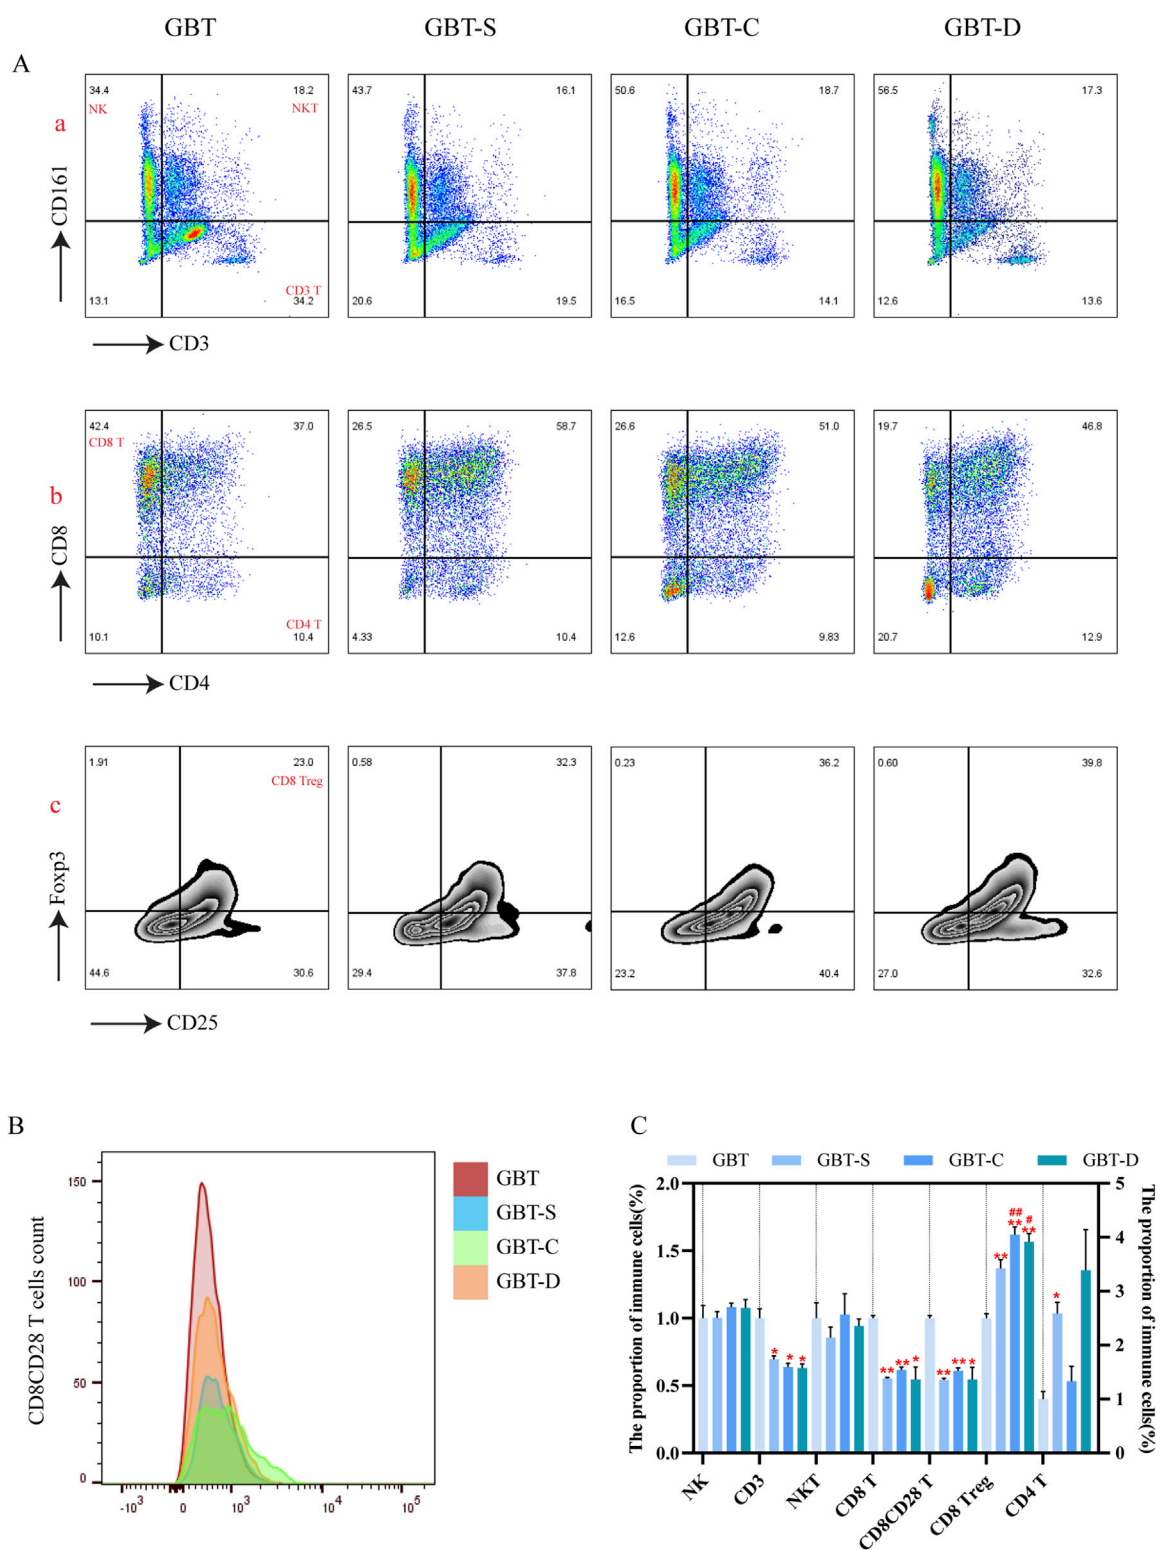 GBT GBT-S GBT-C GBT-D
A
34.4 18.2 43.7 16.1 50.6 18.7 56.5 17.3
NK NKT
a
CD161
CD3 T
13.1 34.2 20.6 19.5 16.5 14.1 12.6 13.6
CD3
42.4 37.0 26.5 58.7 26.6 51.0 19.7 46.8
CD8 T
b
CD8
CD4 T
10.1 10.4 4.33 10.4 12.6 9.83 20.7 12.9
CD4
1.91 23.0 0.58 32.3 0.23 36.2 0.60 39.8
CD8 Treg
c
Foxp3
44.6 30.6 29.4 37.8 23.2 40.4 27.0 32.6
CD25
B
CD8CD28 T cells count
150
100
50
0
-10³ 0 10³ 10⁴ 10⁵
GBT
GBT-S
GBT-C
GBT-D
C
GBT GBT-S GBT-C GBT-D
The proportion of immune cells(%)
2.0
1.5
1.0
0.5
0.0
5
4
3
2
1
0
The proportion of immune cells(%)
* * * ** ** * ** ** * ** ## ** # ** *
NK CD3 NKT CD8 T CD8CD28 T CD8 Treg CD4 T